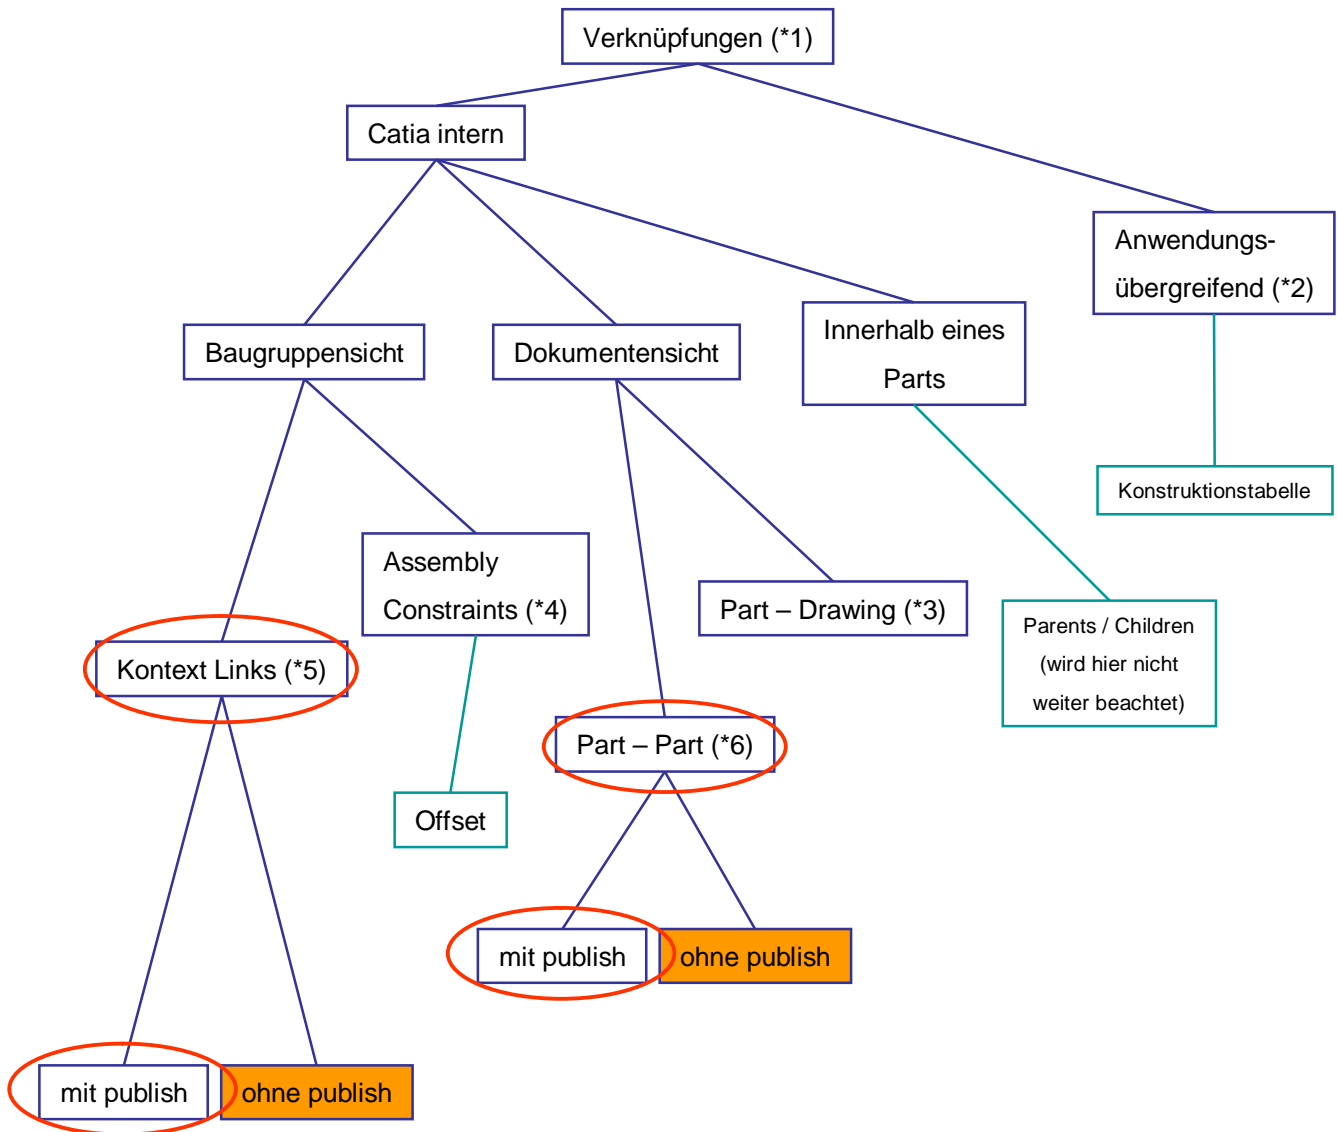 Verknüpfungen (*1)
Catia intern
Anwendungs-
übergreifend (*2)
Baugruppensicht
Dokumentensicht
Innerhalb eines
Parts
Konstruktionstabelle
Assembly
Constraints (*4)
Part – Drawing (*3)
Parents / Children
(wird hier nicht
weiter beachtet)
Kontext Links (*5)
Part – Part (*6)
Offset
mit publish
ohne publish
mit publish
ohne publish